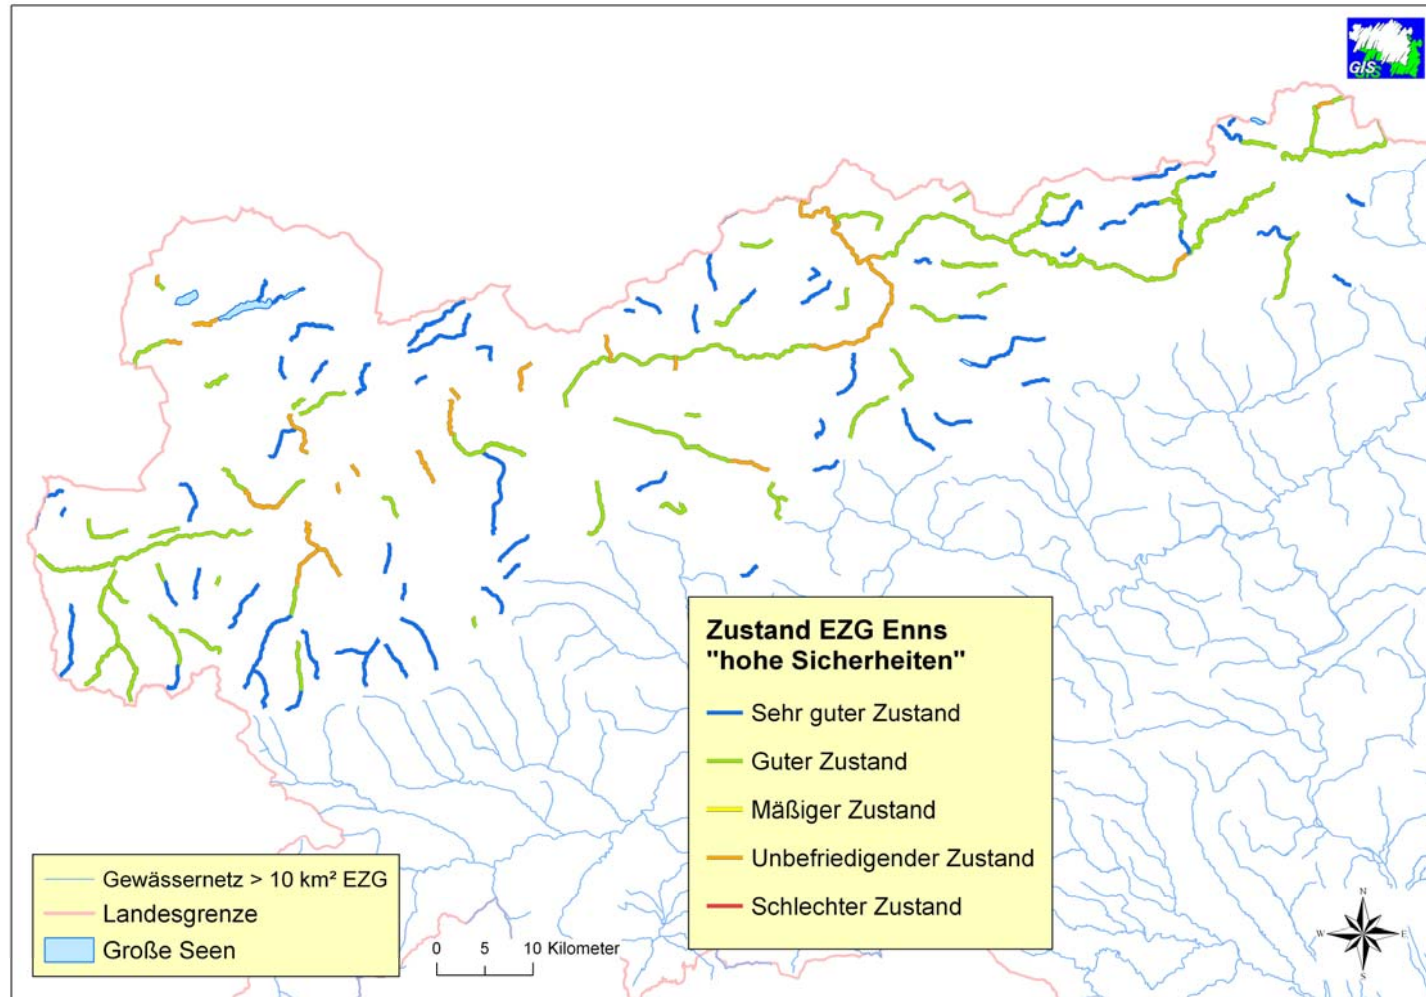 GIS
GIS
Zustand EZG Enns
"hohe Sicherheiten"
Sehr guter Zustand
Guter Zustand
Mäßiger Zustand
Unbefriedigender Zustand
Schlechter Zustand
Gewässernetz > 10 km² EZG
Landesgrenze
Große Seen
0 5 10 Kilometer
N
W E
S